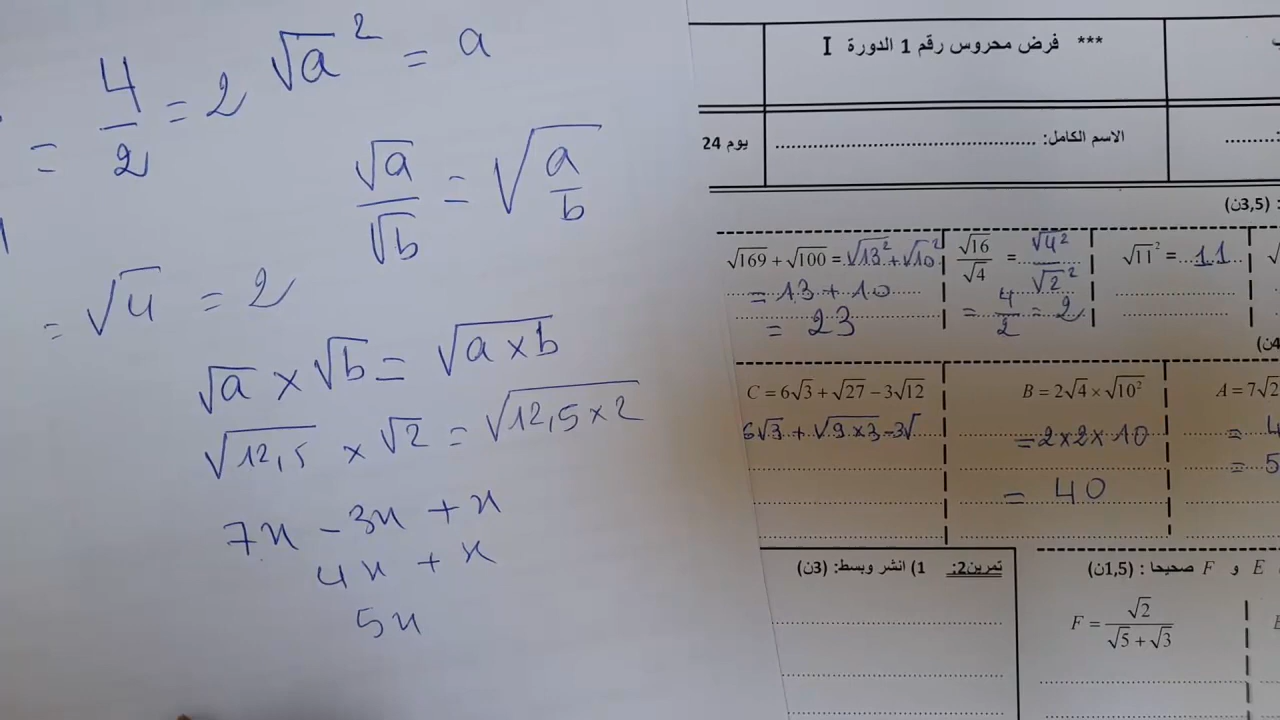 = 4/2 = 2
√a² = a
√a/√b = √(a/b)
= √4 = 2
√a × √b = √(a×b)
√12,5 × √2 = √(12,5×2)
7x - 3x + x
4x + x
5x
*** فرض محروس رقم 1 الدورة I
الاسم الكامل: ..........
يوم 24
(3,5ن) :
√11² = 11
√16/√4 = √4²/√2²
= 4/2 = 2
√169 + √100 = √13² + √10²
= 13 + 10
= 23
A = 7√2
= 4
= 5
B = 2√4 × √10²
= 2×2×10
= 40
C = 6√3 + √27 − 3√12
6√3 + √9×3 - 3√
E و F صحيحا : (1,5ن)
F = √2/(√5 + √3)
تمرين2: 1) انشر وبسط: (3ن)